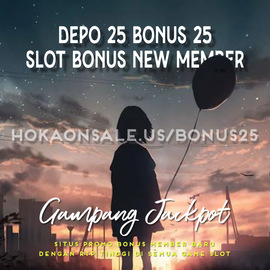 DEPO 25 BONUS 25
SLOT BONUS NEW MEMBER
HOKAONSALE.US/BONUS25
Gampang Jackpot
SITUS PROMO BONUS MEMBER BARU
DENGAN RTP TINGGI DI SEMUA GAME SLOT